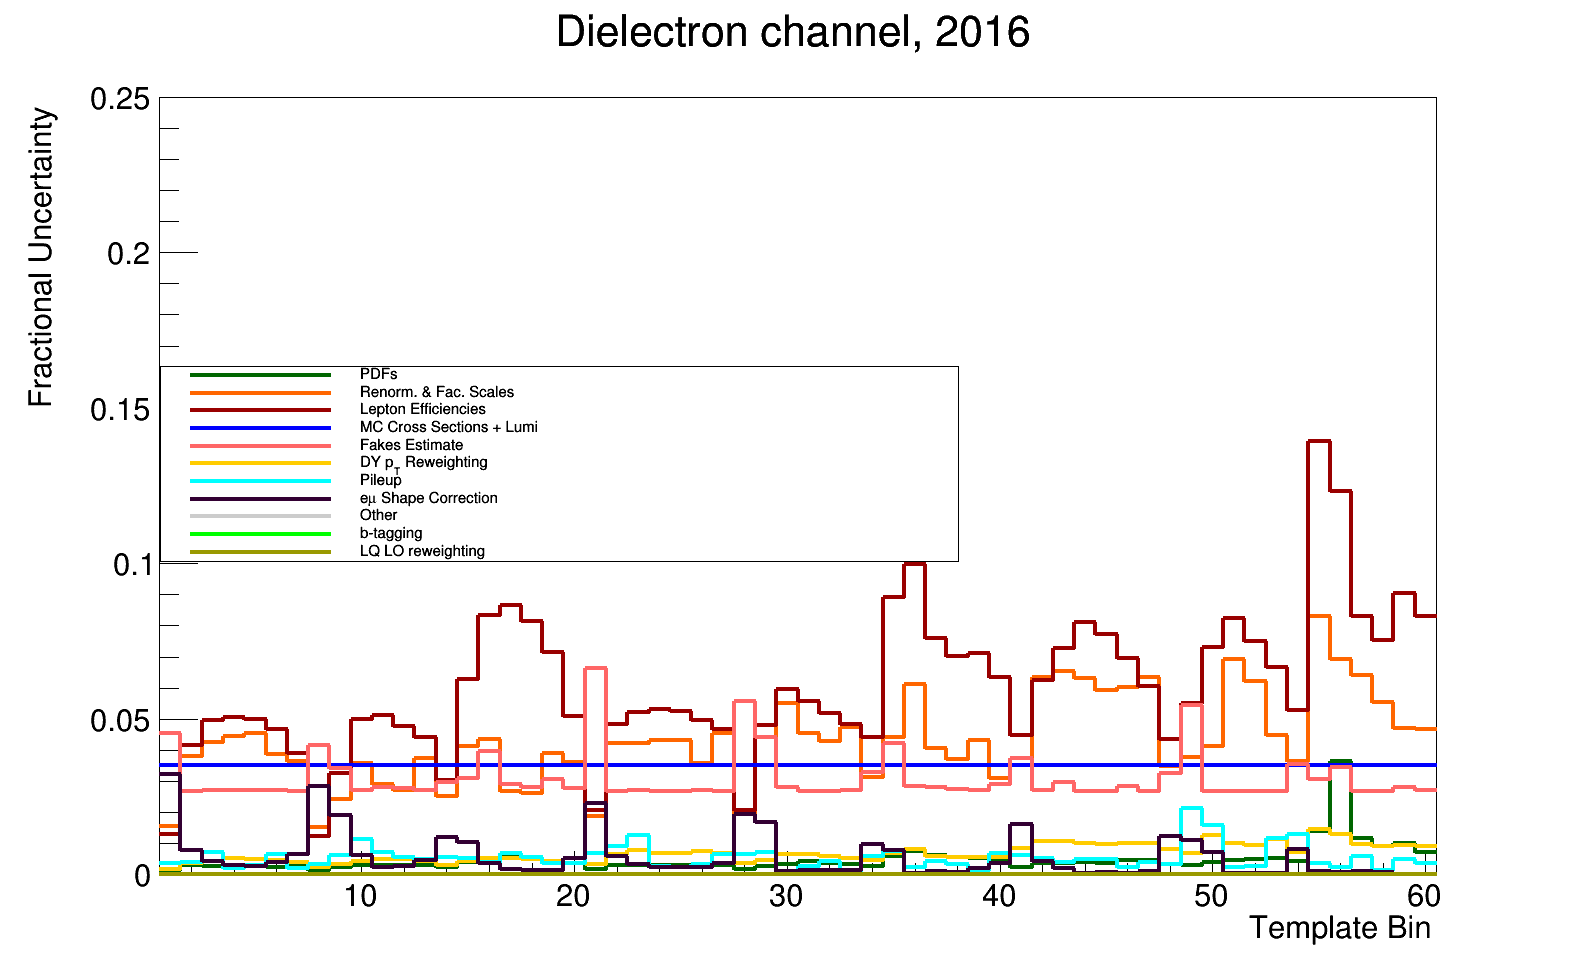 Dielectron channel, 2016
Fractional Uncertainty
0.25
0.2
0.15
0.1
0.05
0
PDFs
Renorm. & Fac. Scales
Lepton Efficiencies
MC Cross Sections + Lumi
Fakes Estimate
DY pT Reweighting
Pileup
eμ Shape Correction
Other
b-tagging
LQ LO reweighting
10 20 30 40 50 60
Template Bin